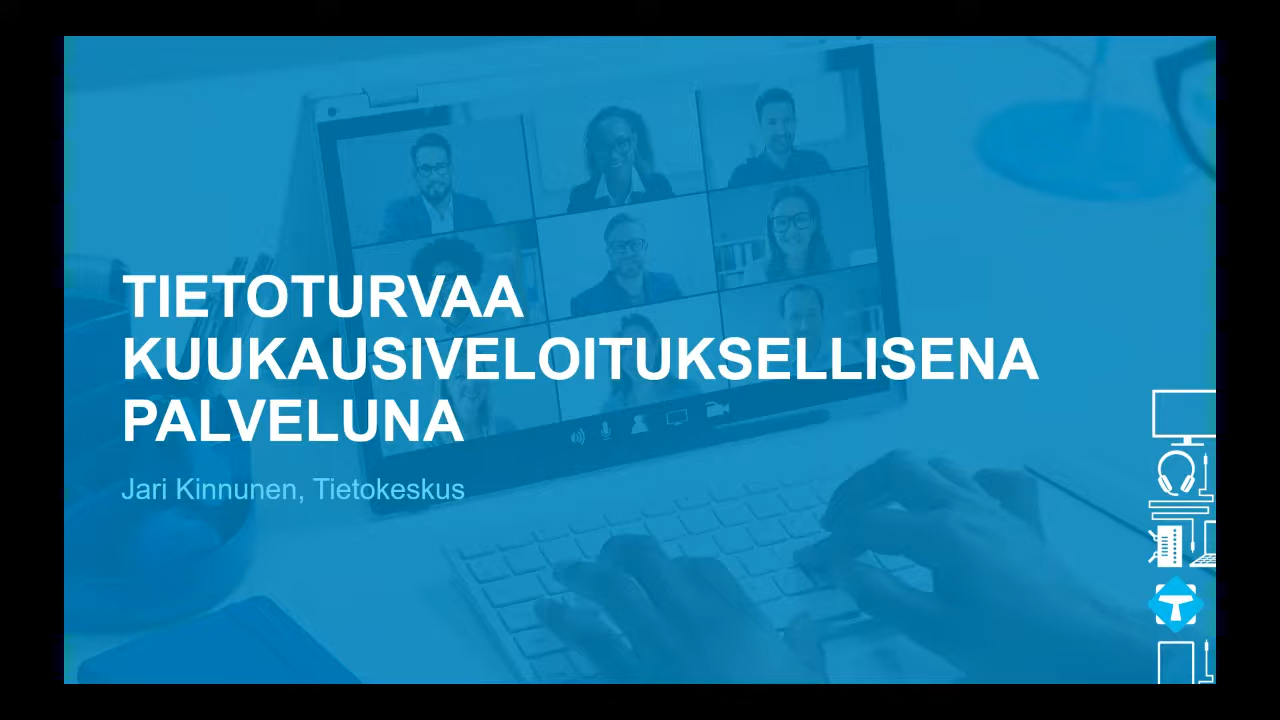 TIETOTURVAA
KUUKAUSIVELOITUKSELLISENA
PALVELUNA
Jari Kinnunen, Tietokeskus